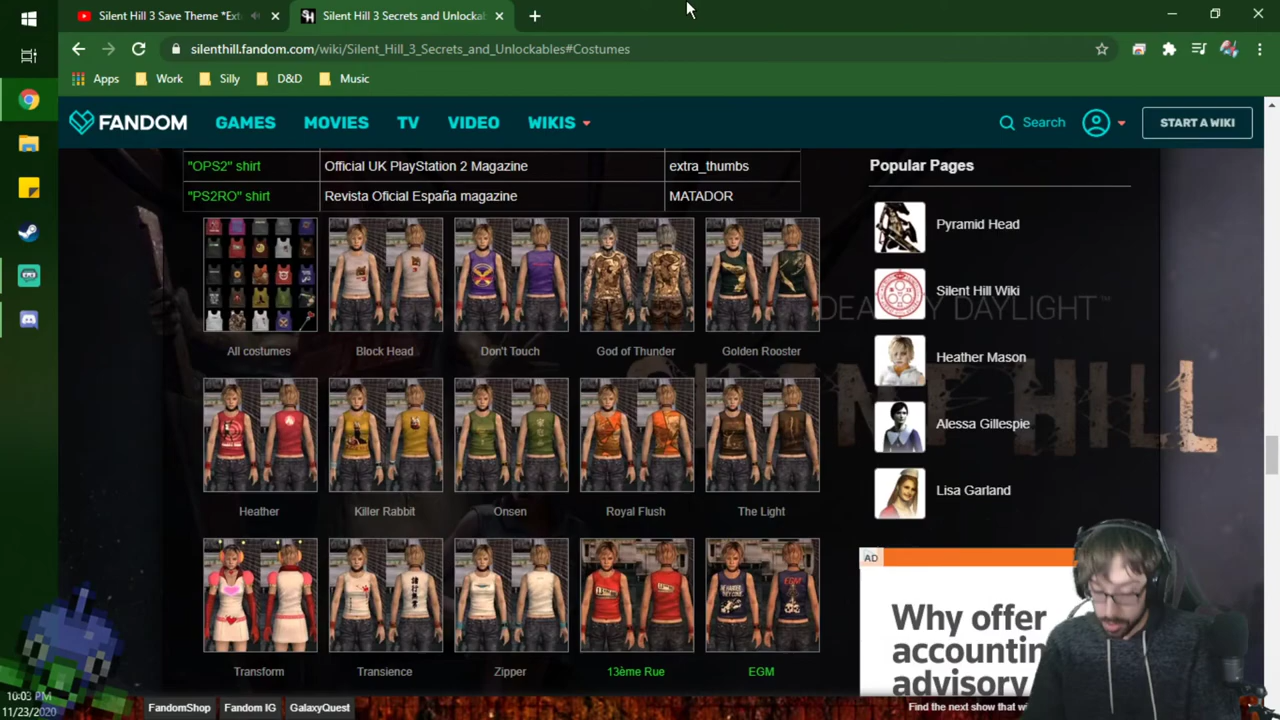 Silent Hill 3 Save Theme *Ext
Silent Hill 3 Secrets and Unlocka
silenthill.fandom.com/wiki/Silent_Hill_3_Secrets_and_Unlockables#Costumes
Apps Work Silly D&D Music
FANDOM GAMES MOVIES TV VIDEO WIKIS Search START A WIKI
"OPS2" shirt Official UK PlayStation 2 Magazine extra_thumbs
"PS2RO" shirt Revista Oficial España magazine MATADOR
All costumes Block Head Don't Touch God of Thunder Golden Rooster
Heather Killer Rabbit Onsen Royal Flush The Light
Transform Transience Zipper 13ème Rue EGM
Popular Pages
Pyramid Head
Silent Hill Wiki
Heather Mason
Alessa Gillespie
Lisa Garland
DAYLIGHT™
HILL
AD
Why offer
accountin
advisory
Find the next show that wi
FandomShop Fandom IG GalaxyQuest
10:03 PM
11/23/2020